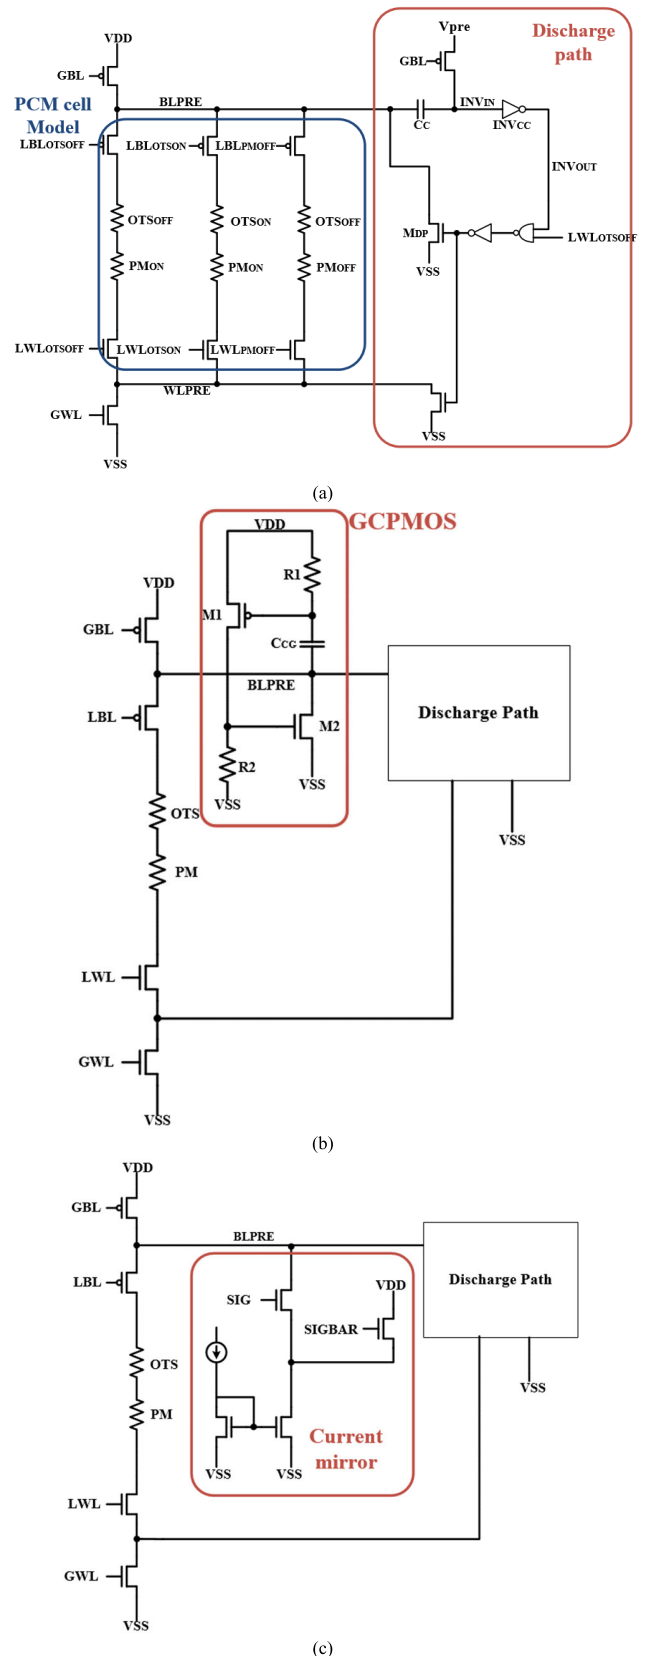 VDD
Vpre
Discharge
path
GBL
GBL
PCM cell
Model
BLPRE
INVIN
CC
INVCC
LBLOTSOFF
LBLOTSON
LBLPMOFF
INVOUT
OTSOFF
OTSON
OTSOFF
MDP
LWLOTSOFF
PMON
PMON
PMOFF
VSS
LWLOTSOFF
LWLOTSON
LWLPMOFF
WLPRE
GWL
VSS
VSS
(a)
GCPMOS
VDD
R1
VDD
M1
GBL
CCG
BLPRE
LBL
M2
Discharge Path
R2
VSS
VSS
OTS
VSS
PM
LWL
GWL
VSS
(b)
VDD
GBL
BLPRE
LBL
Discharge Path
VDD
SIG
SIGBAR
OTS
VSS
PM
Current
mirror
VSS
VSS
LWL
GWL
VSS
(c)